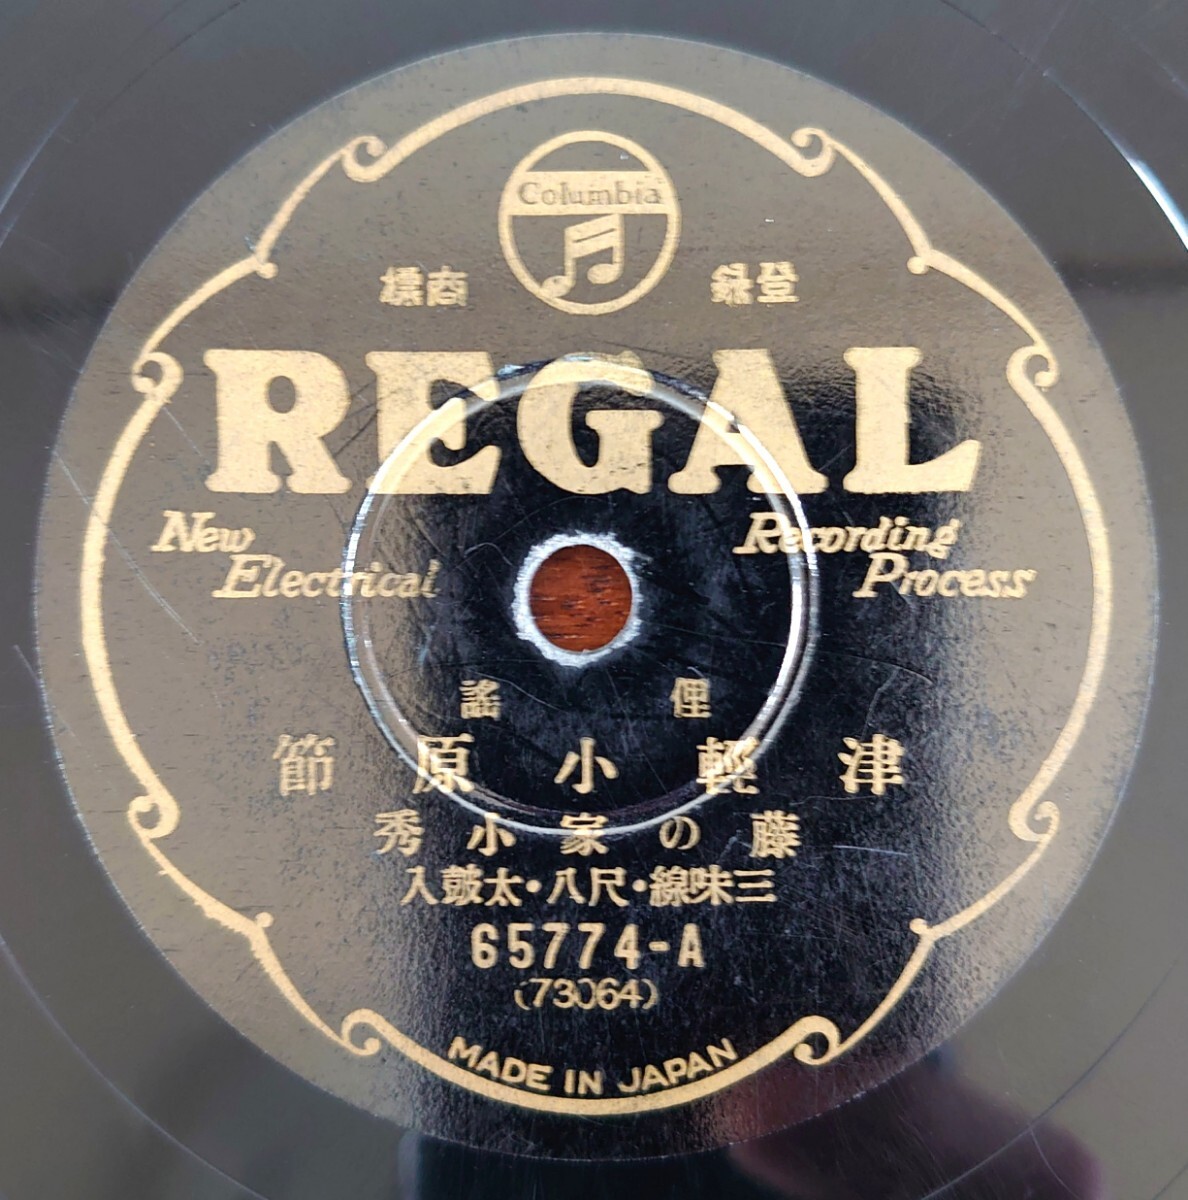 Columbia
登錄 商標
REGAL
New Electrical
Recording Process
俚謠
津輕小原節
藤の家小秀
三味線・尺八・太鼓入
65774-A
(73064)
MADE IN JAPAN